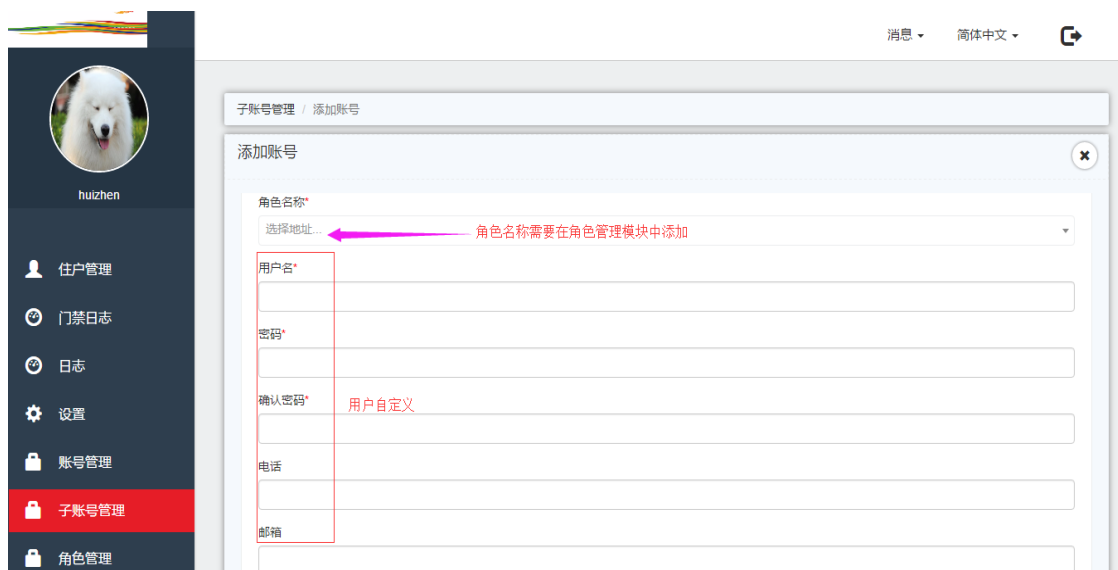 消息
简体中文
子账号管理 / 添加账号
添加账号
huizhen
角色名称*
选择地址...
角色名称需要在角色管理模块中添加
用户名*
密码*
确认密码*
用户自定义
电话
邮箱
住户管理
门禁日志
日志
设置
账号管理
子账号管理
角色管理